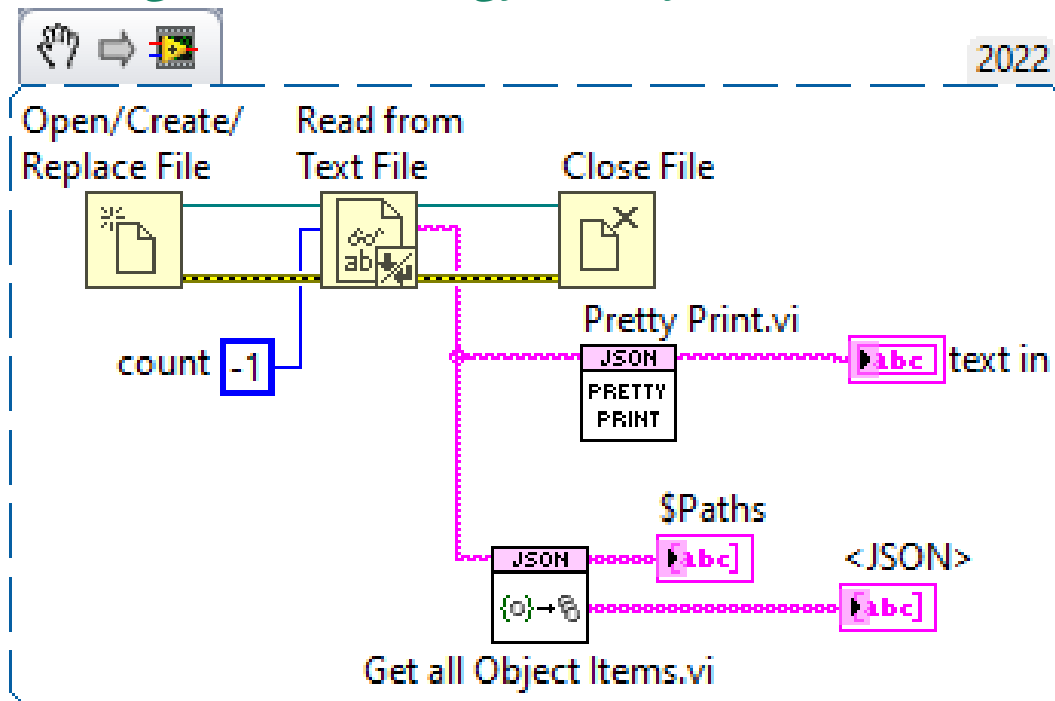 2022
Open/Create/
Replace File
Read from
Text File
Close File
ab
count -1
Pretty Print.vi
JSON
PRETTY
PRINT
abc
text in
$Paths
JSON
[abc]
<JSON>
{o}
[abc]
Get all Object Items.vi